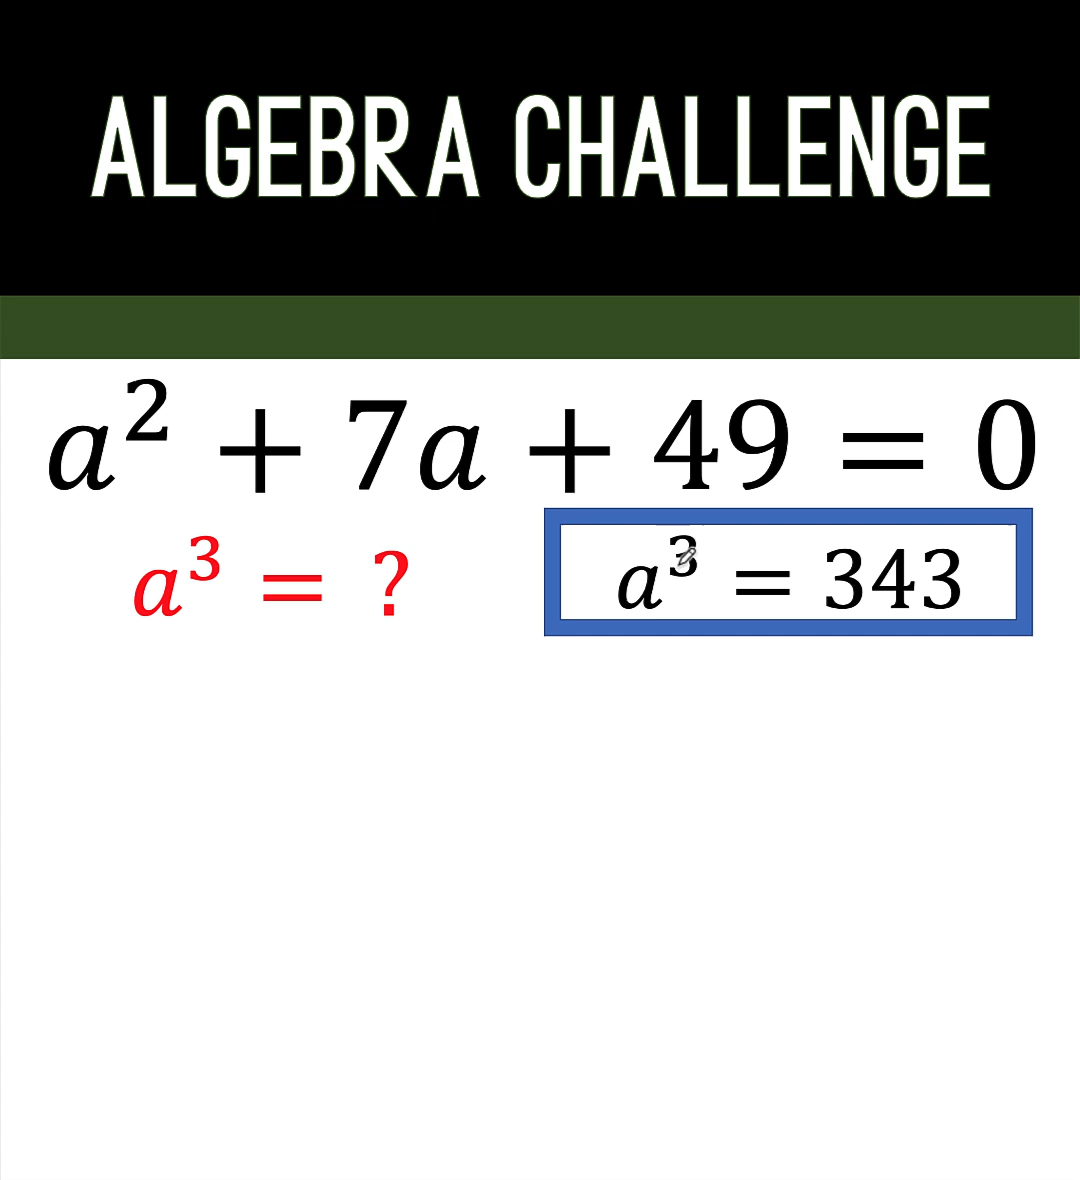 ALGEBRA CHALLENGE
a² + 7a + 49 = 0
a³ = ?
a³ = 343